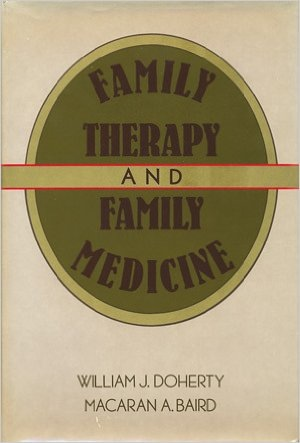 FAMILY
THERAPY
AND
FAMILY
MEDICINE
WILLIAM J. DOHERTY
MACARAN A. BAIRD